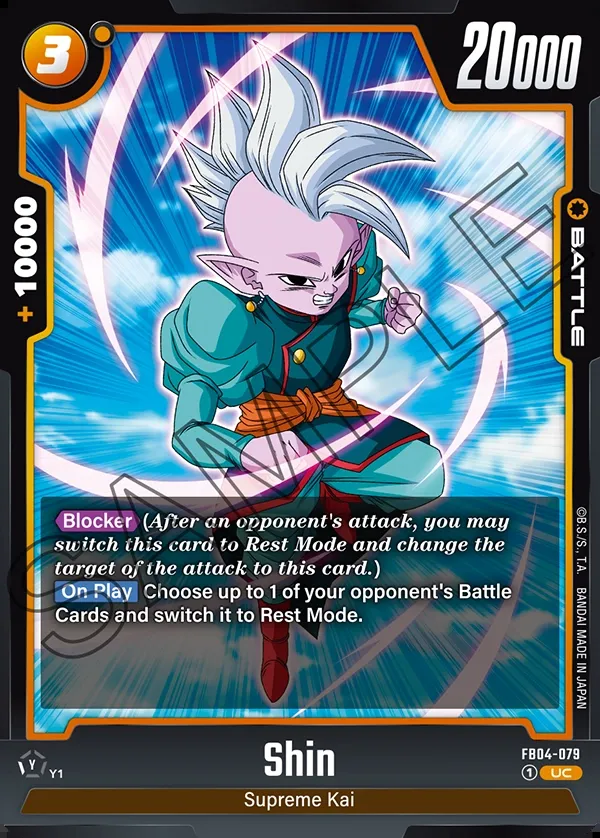 3
20000
+ 10000
BATTLE
SAMPLE
Blocker (After an opponent's attack, you may
switch this card to Rest Mode and change the
target of the attack to this card.)
On Play Choose up to 1 of your opponent's Battle
Cards and switch it to Rest Mode.
©B.S./S., T.A. BANDAI MADE IN JAPAN
Y Y1
Shin
FB04-079
1 UC
Supreme Kai